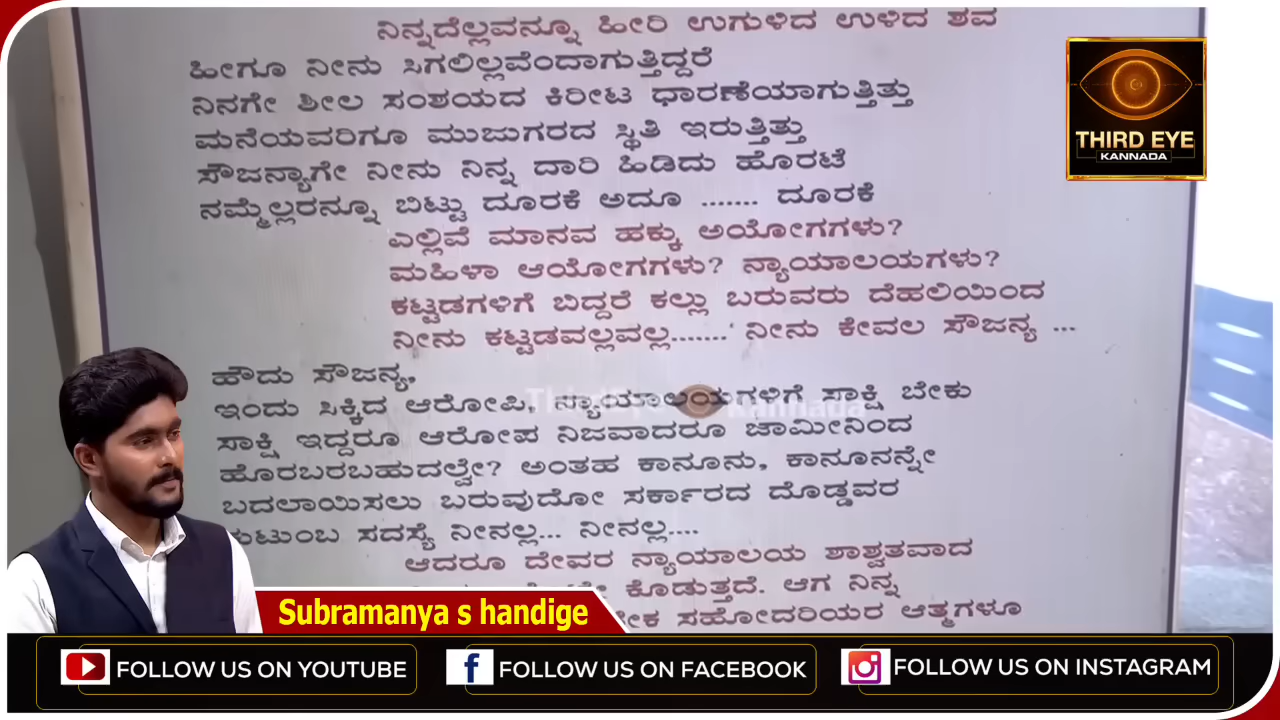 ನಿನ್ನದೆಲ್ಲವನ್ನೂ ಹೀರಿ ಉಗುಳಿದ ಉಳಿದ ಶವ
ಹೀಗೂ ನೀನು ಸಿಗಲಿಲ್ಲವೆಂದಾಗುತ್ತಿದ್ದರೆ
ನಿನಗೇ ಶೀಲ ಸಂಶಯದ ಕಿರೀಟ ಧಾರಣೆಯಾಗುತ್ತಿತ್ತು
ಮನೆಯವರಿಗೂ ಮುಜುಗರದ ಸ್ಥಿತಿ ಇರುತ್ತಿತ್ತು
ಸೌಜನ್ಯಾಗೇ ನೀನು ನಿನ್ನ ದಾರಿ ಹಿಡಿದು ಹೊರಟೆ
ನಮ್ಮೆಲ್ಲರನ್ನೂ ಬಿಟ್ಟು ದೂರಕೆ ಅದೂ ....... ದೂರಕೆ
ಎಲ್ಲಿವೆ ಮಾನವ ಹಕ್ಕು ಅಯೋಗಗಳು?
ಮಹಿಳಾ ಆಯೋಗಗಳು? ನ್ಯಾಯಾಲಯಗಳು?
ಕಟ್ಟಡಗಳಿಗೆ ಬಿದ್ದರೆ ಕಲ್ಲು ಬರುವರು ದೆಹಲಿಯಿಂದ
ನೀನು ಕಟ್ಟಡವಲ್ಲವಲ್ಲ....... ನೀನು ಕೇವಲ ಸೌಜನ್ಯ ...
ಹೌದು ಸೌಜನ್ಯ,
ಇಂದು ಸಿಕ್ಕಿದ ಆರೋಪಿ, ನ್ಯಾಯಾಲಯಗಳಿಗೆ ಸಾಕ್ಷಿ ಬೇಕು
ಸಾಕ್ಷಿ ಇದ್ದರೂ ಆರೋಪ ನಿಜವಾದರೂ ಜಾಮೀನಿಂದ
ಹೊರಬರಬಹುದಲ್ವೇ? ಅಂತಹ ಕಾನೂನು, ಕಾನೂನನ್ನೇ
ಬದಲಾಯಿಸಲು ಬರುವುದೋ ಸರ್ಕಾರದ ದೊಡ್ಡವರ
ಕುಟುಂಬ ಸದಸ್ಯೆ ನೀನಲ್ಲ... ನೀನಲ್ಲ....
ಆದರೂ ದೇವರ ನ್ಯಾಯಾಲಯ ಶಾಶ್ವತವಾದ
ಕೊಡುತ್ತದೆ. ಆಗ ನಿನ್ನ
ಸಹೋದರಿಯರ ಆತ್ಮಗಳೂ
THIRD EYE
KANNADA
ThirdEye Kannada
Subramanya s handige
FOLLOW US ON YOUTUBE
FOLLOW US ON FACEBOOK
FOLLOW US ON INSTAGRAM